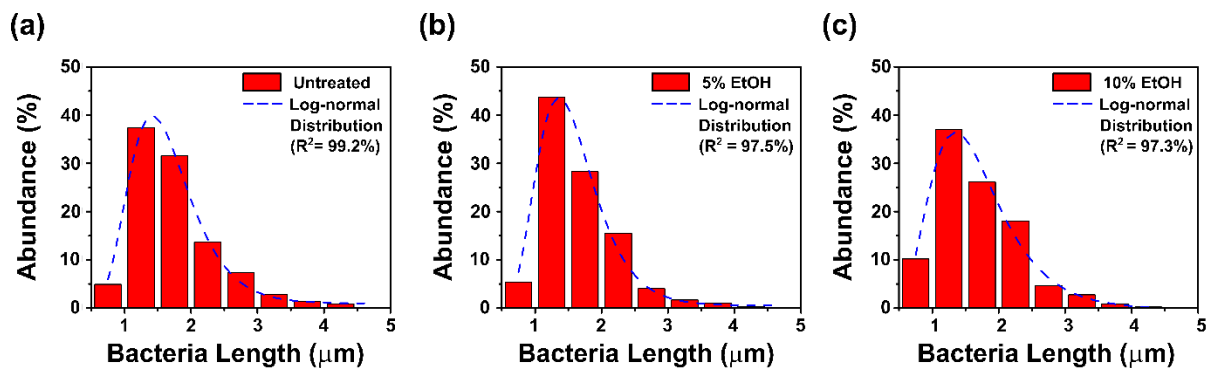 (a)
Abundance (%)
50
40
30
20
10
0
Untreated
Log-normal
Distribution
(R²= 99.2%)
1 2 3 4 5
Bacteria Length (μm)
(b)
Abundance (%)
50
40
30
20
10
0
5% EtOH
Log-normal
Distribution
(R² = 97.5%)
1 2 3 4 5
Bacteria Length (μm)
(c)
Abundance (%)
50
40
30
20
10
0
10% EtOH
Log-normal
Distribution
(R² = 97.3%)
1 2 3 4 5
Bacteria Length (μm)